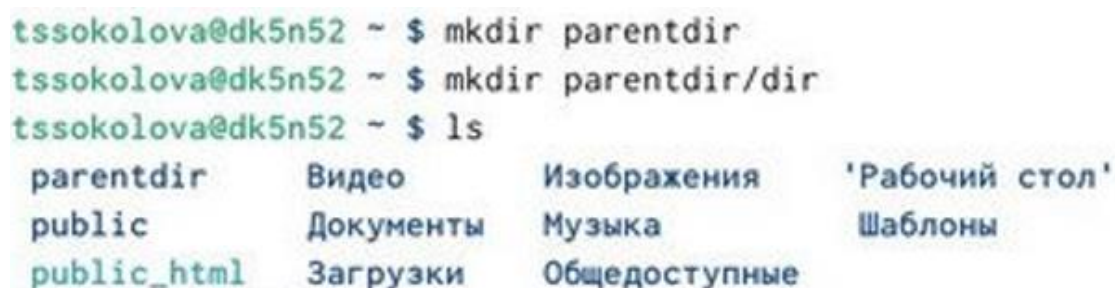 tssokolova@dk5n52 ~ $ mkdir parentdir
tssokolova@dk5n52 ~ $ mkdir parentdir/dir
tssokolova@dk5n52 ~ $ ls
parentdir Видео Изображения 'Рабочий стол'
public Документы Музыка Шаблоны
public_html Загрузки Общедоступные